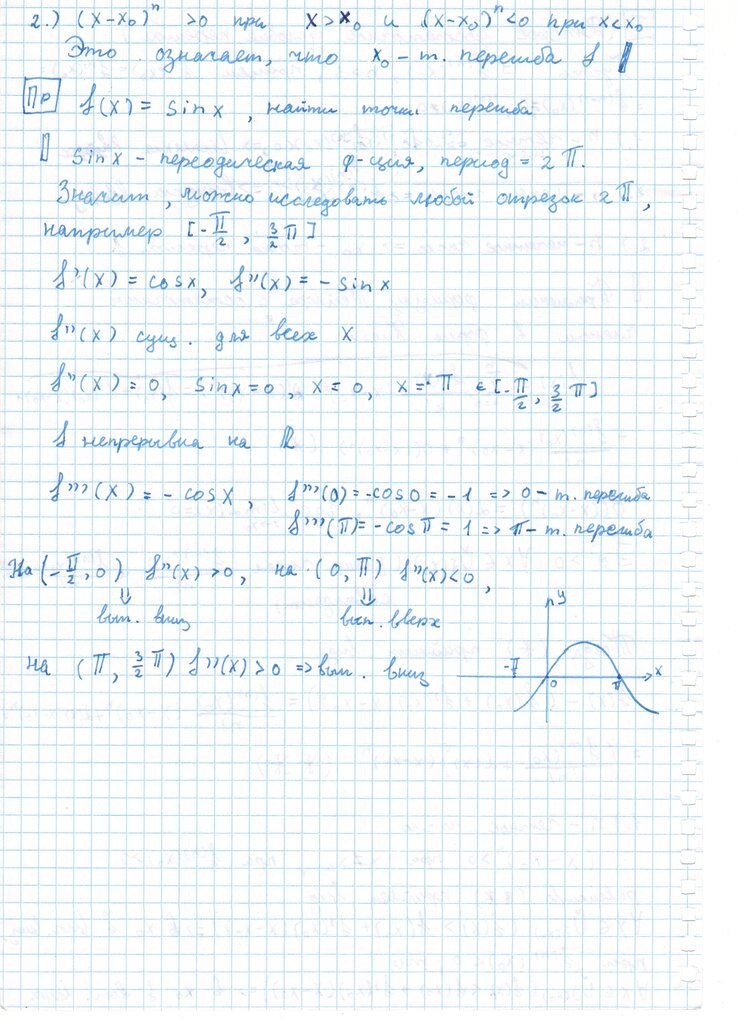 2.) (x-x₀)ⁿ >0 при x>x₀ и (x-x₀)ⁿ<0 при x<x₀
Это означает, что x₀ – т. перегиба f
Пр f(x) = sin x, найти точки перегиба
sin x – переодическая ф-ция, период = 2π.
Значит, можно исследовать любой отрезок 2π,
например [-π/2, 3/2 π]
f'(x) = cos x, f''(x) = - sin x
f''(x) сущ. для всех x
f''(x) = 0, sin x = 0, x = 0, x = π ∈ [-π/2, 3/2 π]
f непрерывна на ℝ
f'''(x) = - cos x, f'''(0) = -cos 0 = -1 => 0 – т. перегиба
f'''(π) = -cos π = 1 => π – т. перегиба
На (-π/2, 0) f''(x) >0, на (0, π) f''(x)<0,
⇓ ⇓
вып. вниз вып. вверх
на (π, 3/2 π) f''(x) >0 => вып. вниз
y
x
-π
0
π